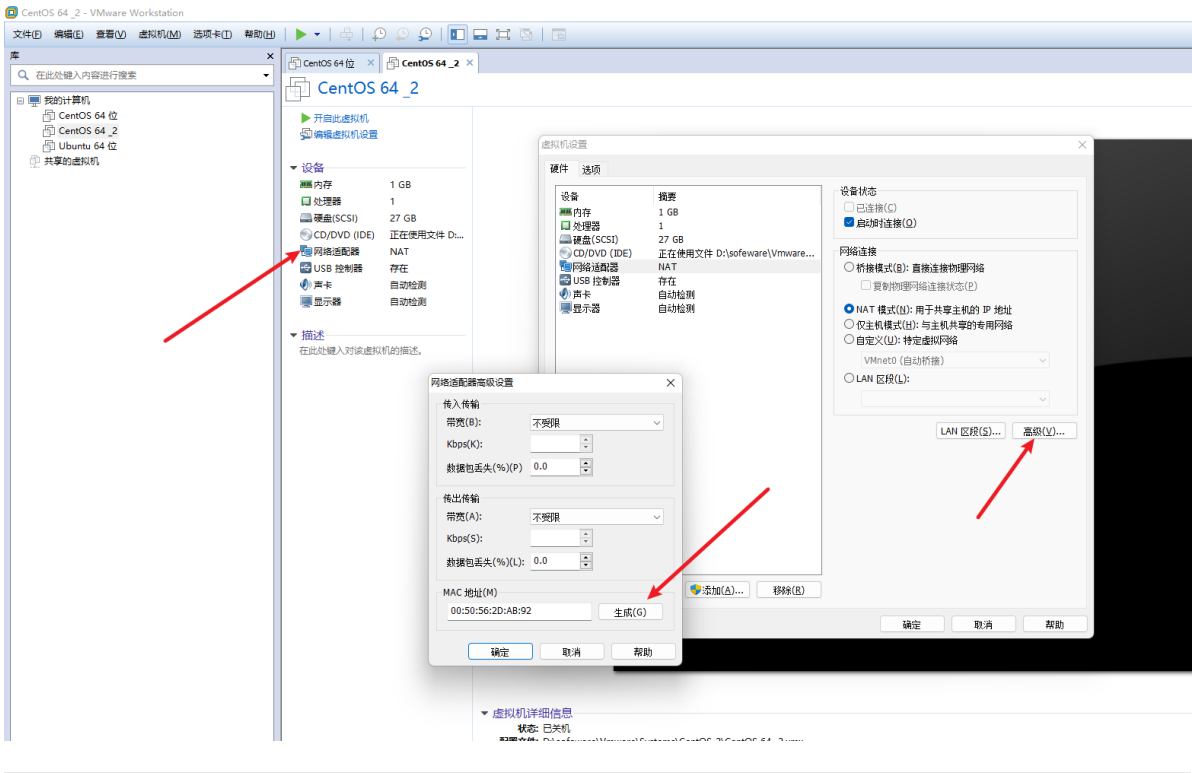 CentOS 64 _2 - VMware Workstation
文件(F) 编辑(E) 查看(V) 虚拟机(M) 选项卡(T) 帮助(H)
库
在此处键入内容进行搜索
我的计算机
CentOS 64 位
CentOS 64 _2
Ubuntu 64 位
共享的虚拟机
CentOS 64 位 CentOS 64 _2
CentOS 64 _2
开启此虚拟机
编辑虚拟机设置
设备
内存 1 GB
处理器 1
硬盘(SCSI) 27 GB
CD/DVD (IDE) 正在使用文件 D:...
网络适配器 NAT
USB 控制器 存在
声卡 自动检测
显示器 自动检测
描述
在此处键入对该虚拟机的描述。
虚拟机设置
硬件 选项
设备 摘要
内存 1 GB
处理器 1
硬盘(SCSI) 27 GB
CD/DVD (IDE) 正在使用文件 D:\sofeware\Vmware...
网络适配器 NAT
USB 控制器 存在
声卡 自动检测
显示器 自动检测
添加(A)... 移除(R)
设备状态
已连接(C)
启动时连接(O)
网络连接
桥接模式(B): 直接连接物理网络
复制物理网络连接状态(P)
NAT 模式(N): 用于共享主机的 IP 地址
仅主机模式(H): 与主机共享的专用网络
自定义(U): 特定虚拟网络
VMnet0 (自动桥接)
LAN 区段(L):
LAN 区段(S)... 高级(V)...
确定 取消 帮助
网络适配器高级设置
传入传输
带宽(B): 不受限
Kbps(K):
数据包丢失(%)(P) 0.0
传出传输
带宽(A): 不受限
Kbps(S):
数据包丢失(%)(L): 0.0
MAC 地址(M)
00:50:56:2D:AB:92 生成(G)
确定 取消 帮助
虚拟机详细信息
状态: 已关机
配置文件: D:\sofeware\Vmware\Systems\CentOS 2\CentOS 64 _2.vmx